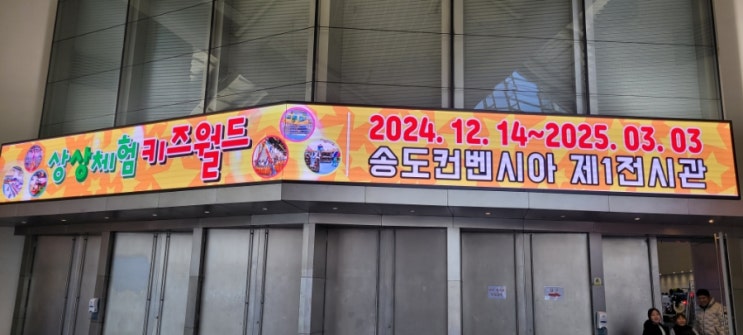 상상체험 키즈월드
2024. 12. 14~2025. 03. 03
송도컨벤시아 제1전시관